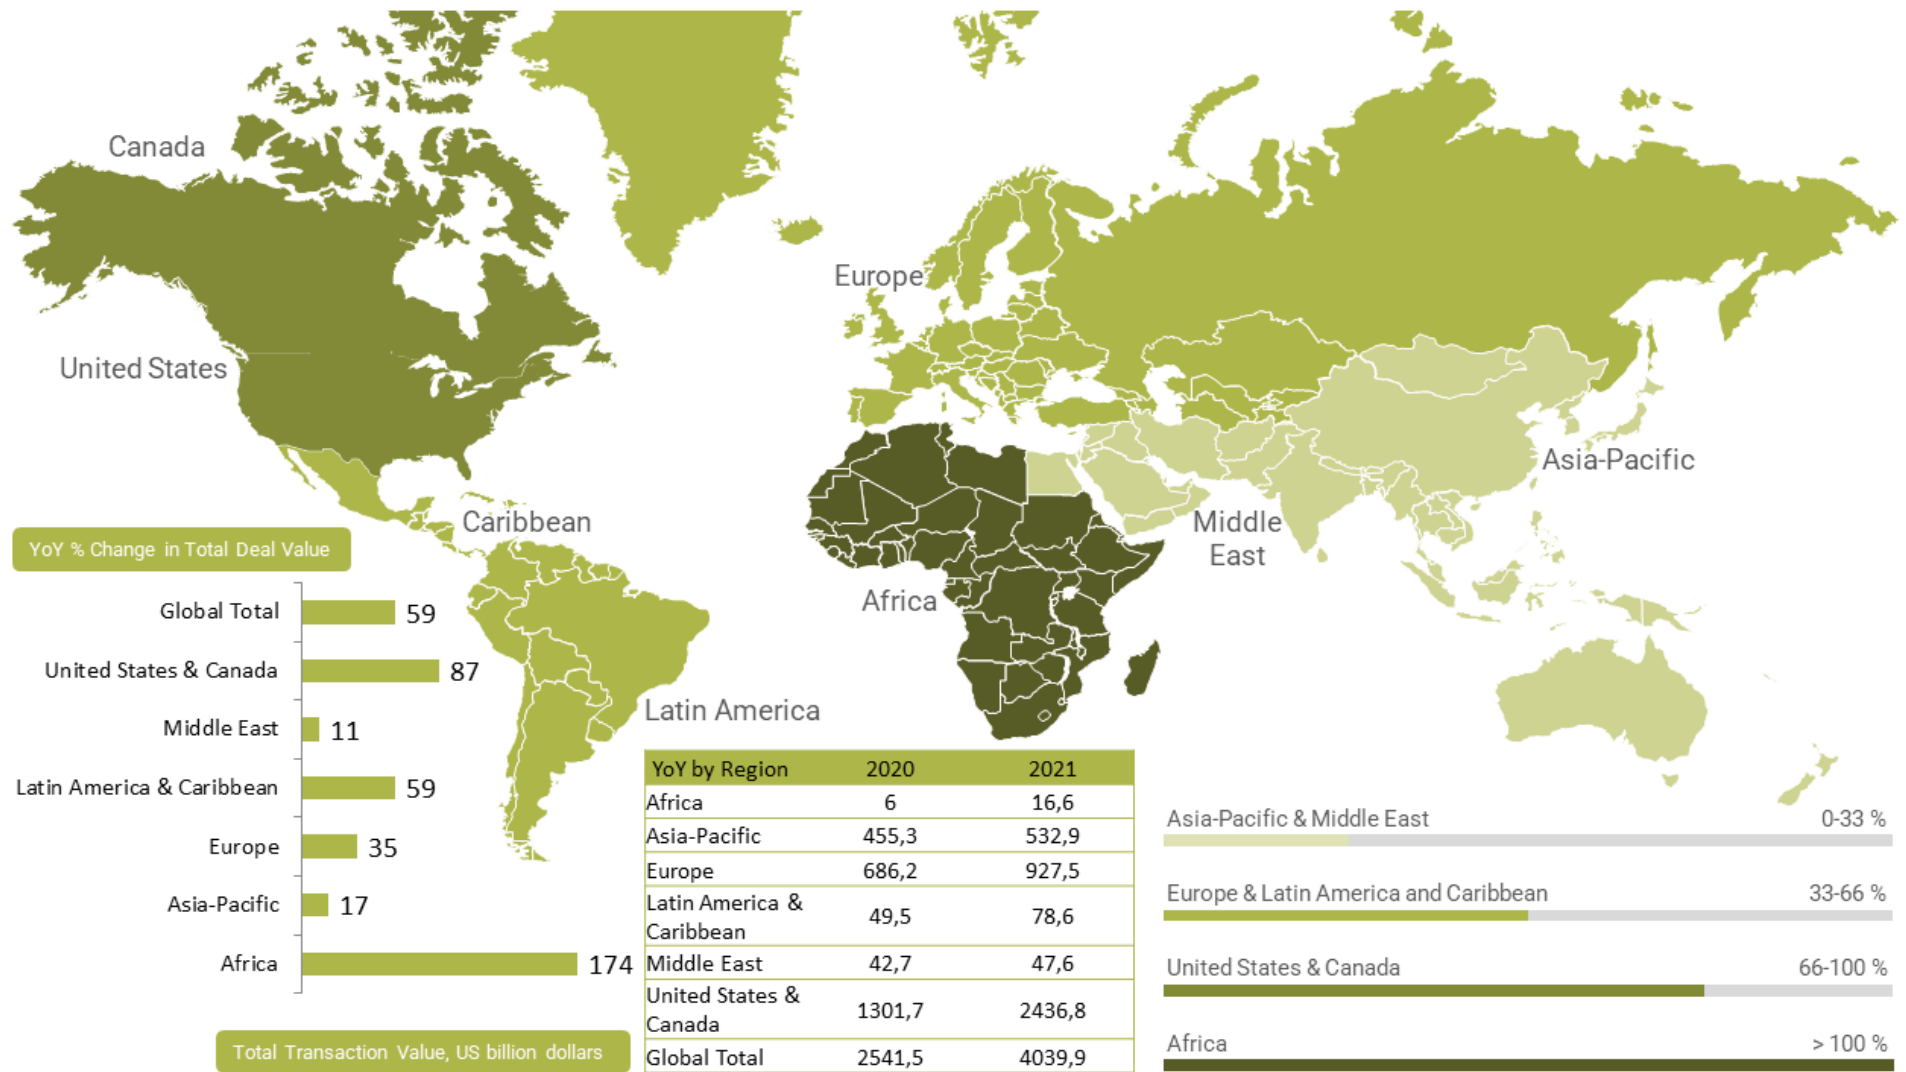 Canada
United States
Europe
Caribbean
Asia-Pacific
Middle
East
Africa
Latin America
YoY % Change in Total Deal Value
Global Total 59
United States & Canada 87
Middle East 11
Latin America & Caribbean 59
Europe 35
Asia-Pacific 17
Africa 174
Total Transaction Value, US billion dollars
YoY by Region 2020 2021
Africa 6 16,6
Asia-Pacific 455,3 532,9
Europe 686,2 927,5
Latin America &
Caribbean 49,5 78,6
Middle East 42,7 47,6
United States &
Canada 1301,7 2436,8
Global Total 2541,5 4039,9
Asia-Pacific & Middle East 0-33 %
Europe & Latin America and Caribbean 33-66 %
United States & Canada 66-100 %
Africa > 100 %